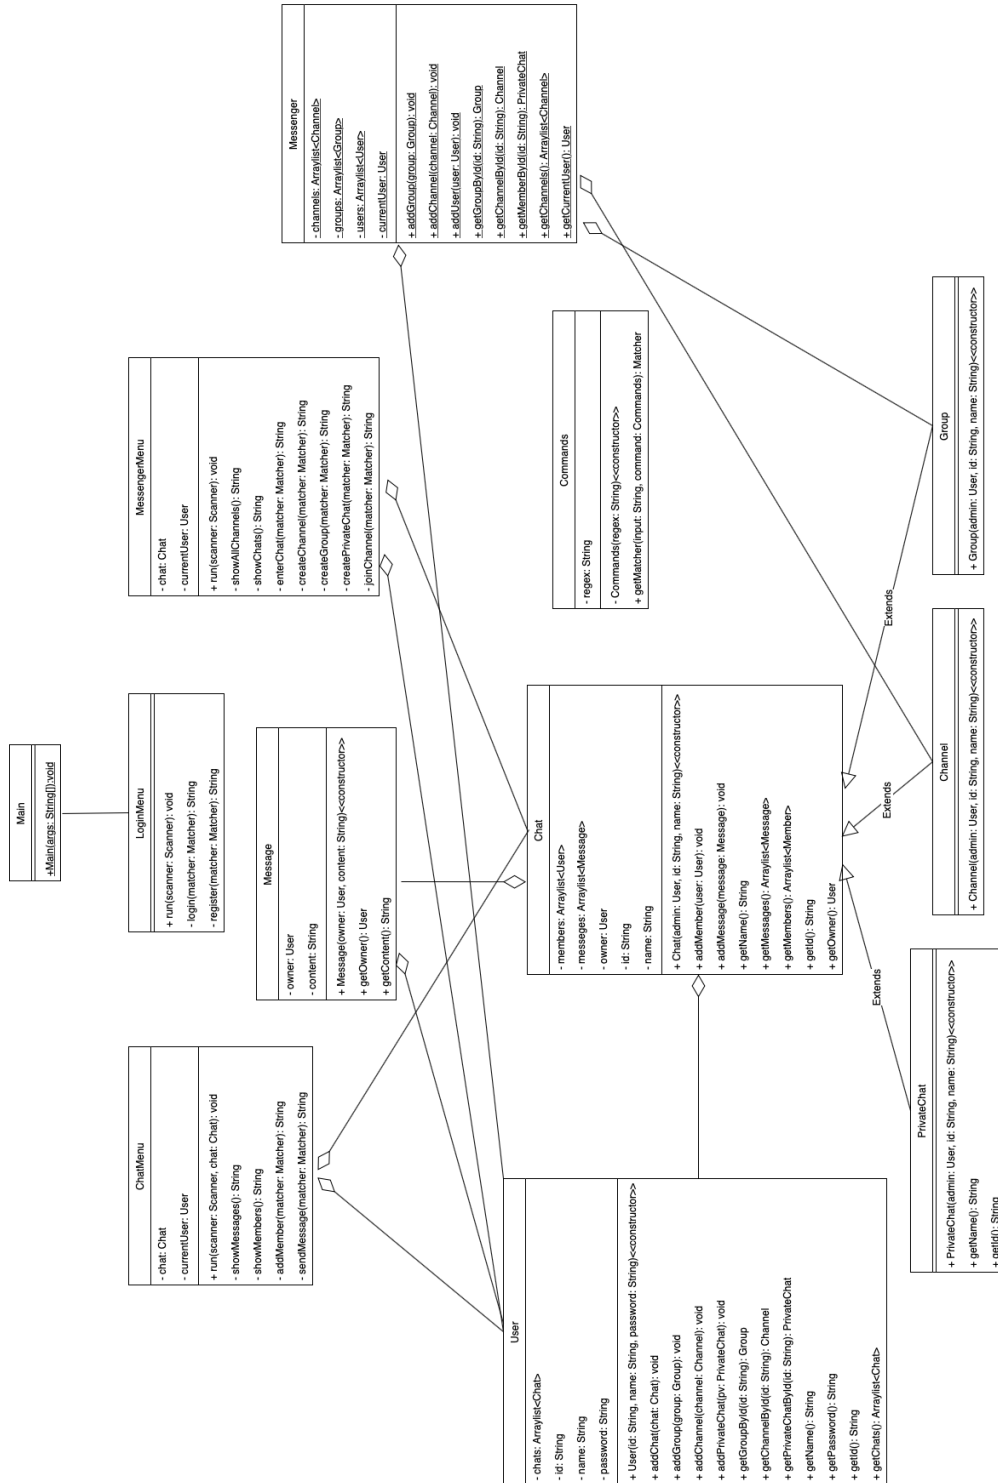 Main
+Main(args: String[]):void
LoginMenu
+ run(scanner: Scanner): void
- login(matcher: Matcher): String
- register(matcher: Matcher): String
MessengerMenu
- chat: Chat
- currentUser: User
+ run(scanner: Scanner): void
- showAllChannels(): String
- showChats(): String
- enterChat(matcher: Matcher): String
- createChannel(matcher: Matcher): String
- createGroup(matcher: Matcher): String
- createPrivateChat(matcher: Matcher): String
- joinChannel(matcher: Matcher): String
ChatMenu
- chat: Chat
- currentUser: User
+ run(scanner: Scanner, chat: Chat): void
- showMessages(): String
- showMembers(): String
- addMember(matcher: Matcher): String
- sendMessage(matcher: Matcher): String
Message
- owner: User
- content: String
+ Message(owner: User, content: String)<<constructor>>
+ getOwner(): User
+ getContent(): String
Messenger
- channels: Arraylist<Channel>
- groups: Arraylist<Group>
- users: Arraylist<User>
- currentUser: User
+ addGroup(group: Group): void
+ addChannel(channel: Channel): void
+ addUser(user: User): void
+ getGroupById(id: String): Group
+ getChannelById(id: String): Channel
+ getMemberById(id: String): PrivateChat
+ getChannels(): Arraylist<Channel>
+ getCurrentUser(): User
User
- chats: Arraylist<Chat>
- id: String
- name: String
- password: String
+ User(id: String, name: String, password: String)<<constructor>>
+ addChat(chat: Chat): void
+ addGroup(group: Group): void
+ addChannel(channel: Channel): void
+ addPrivateChat(pv: PrivateChat): void
+ getGroupById(id: String): Group
+ getChannelById(id: String): Channel
+ getPrivateChatById(id: String): PrivateChat
+ getName(): String
+ getPassword(): String
+ getId(): String
+ getChats(): Arraylist<Chat>
Chat
- members: Arraylist<User>
- messeges: Arraylist<Message>
- owner: User
- id: String
- name: String
+ Chat(admin: User, id: String, name: String)<<constructor>>
+ addMember(user: User): void
+ addMessage(message: Message): void
+ getName(): String
+ getMessages(): Arraylist<Message>
+ getMembers(): Arraylist<Member>
+ getId(): String
+ getOwner(): User
Commands
- regex: String
- Commands(regex: String)<<constructor>>
+ getMatcher(input: String, command: Commands): Matcher
Extends
Extends
Extends
PrivateChat
+ PrivateChat(admin: User, id: String, name: String)<<constructor>>
+ getName(): String
+ getId(): String
Channel
+ Channel(admin: User, id: String, name: String)<<constructor>>
Group
+ Group(admin: User, id: String, name: String)<<constructor>>